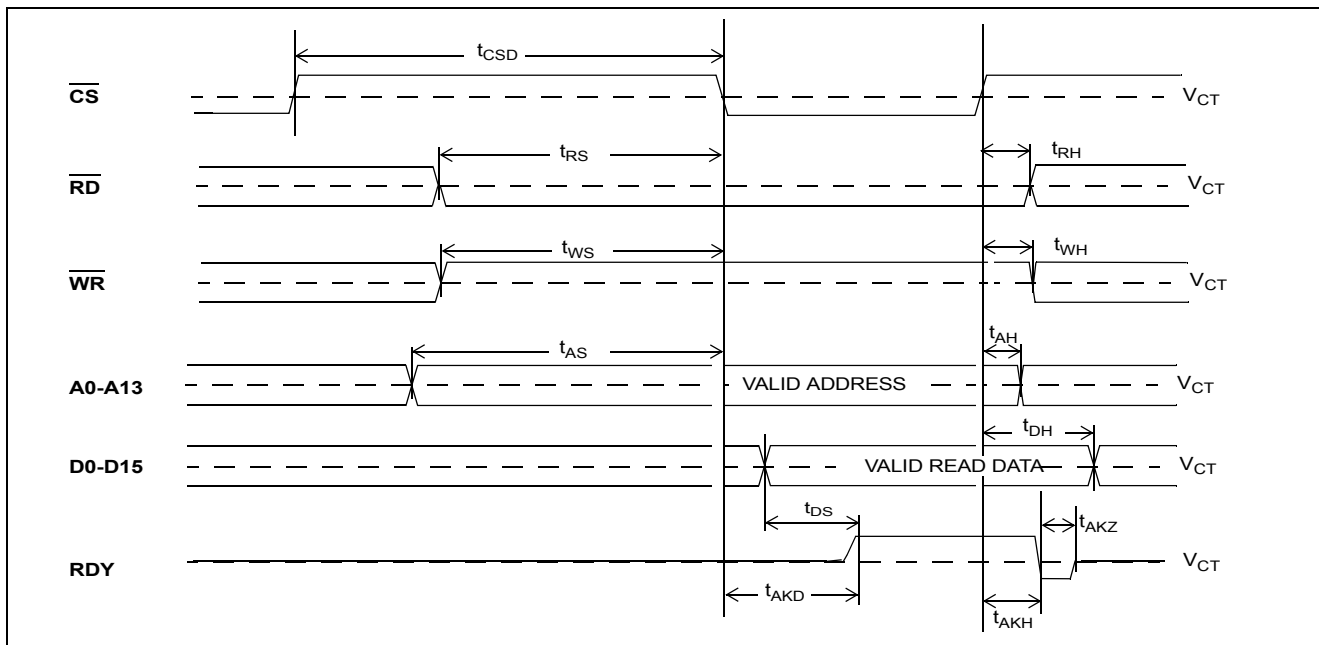 tCSD
CS VCT
tRS tRH
RD VCT
tWS tWH
WR VCT
tAS tAH
A0-A13 VALID ADDRESS VCT
tDH
D0-D15 VALID READ DATA VCT
tDS tAKZ
RDY VCT
tAKD tAKH